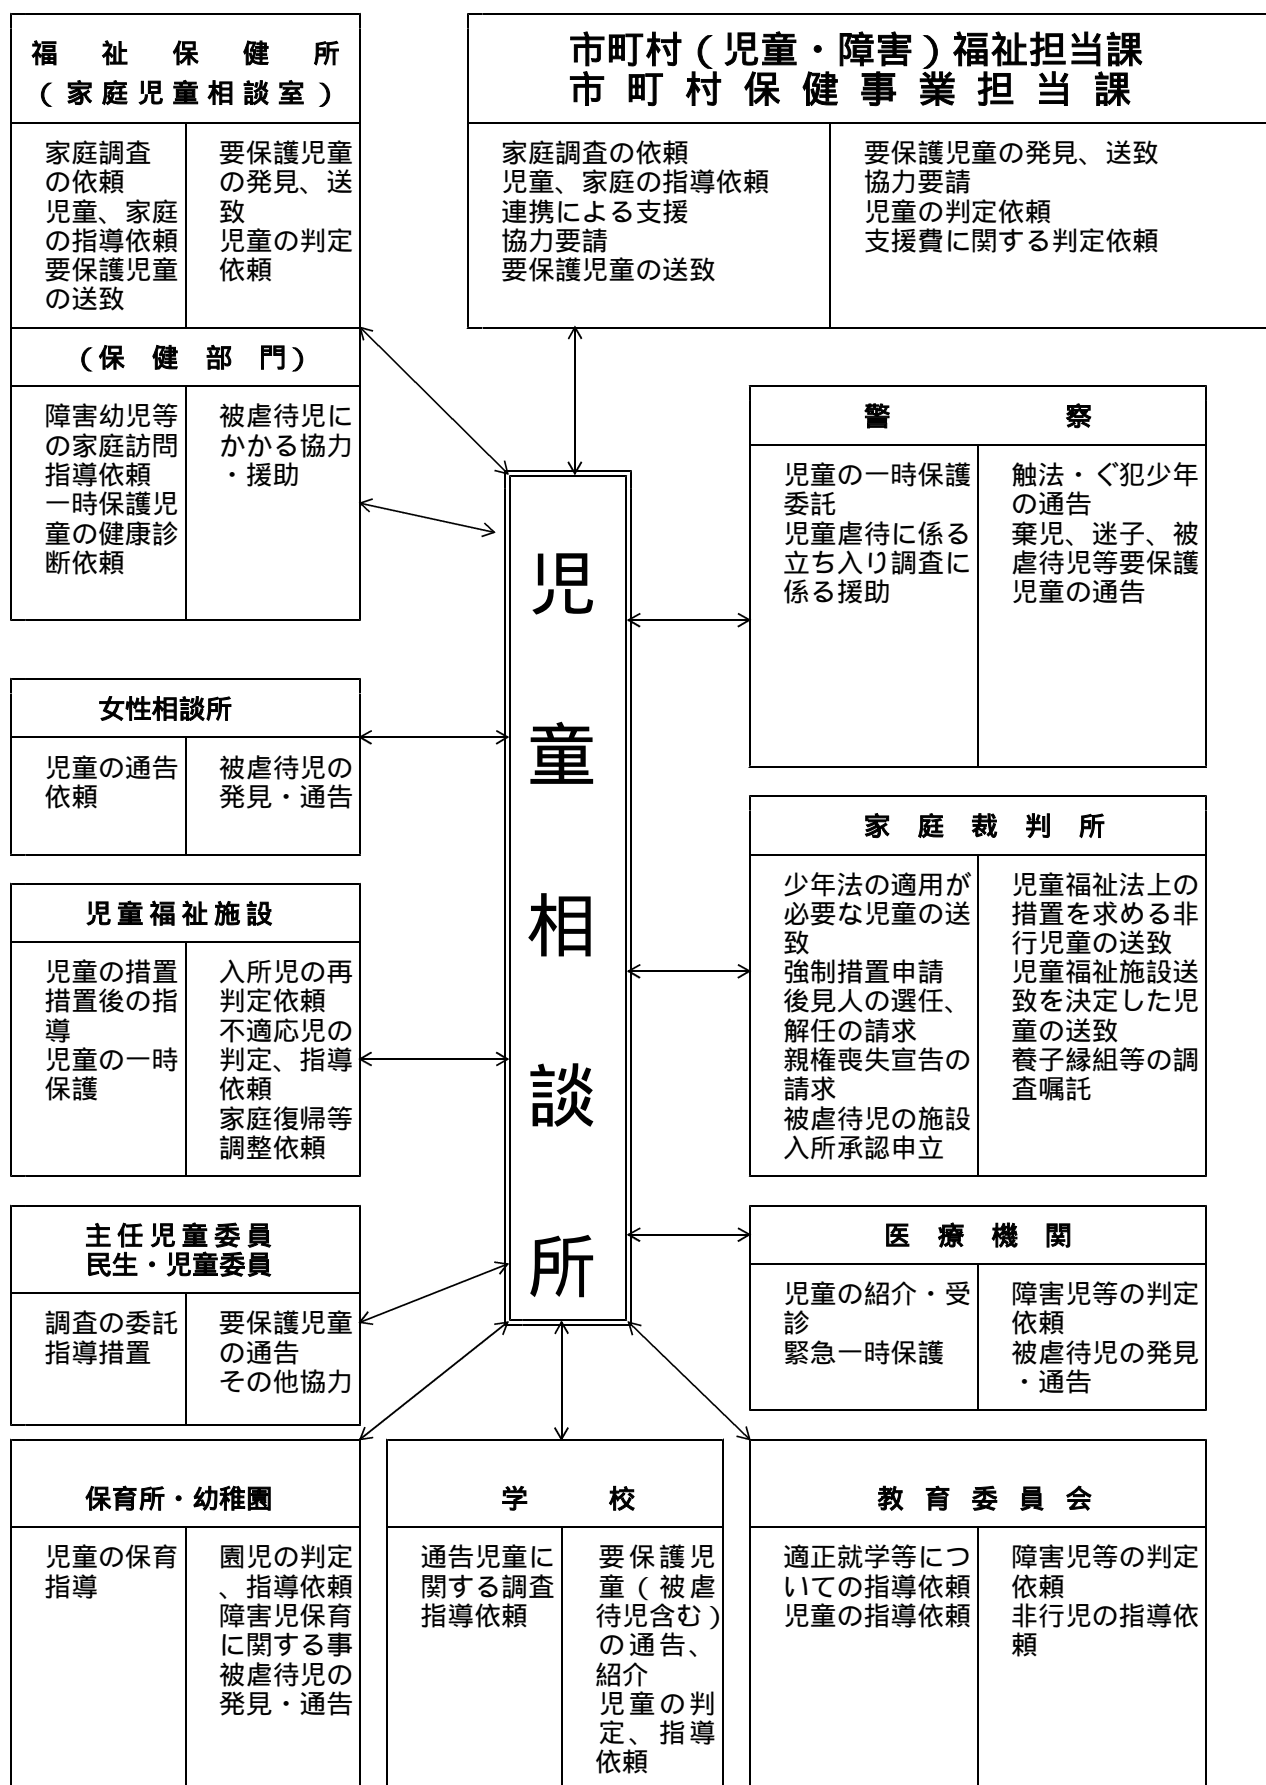 福祉保健所
(家庭児童相談室)
家庭調査
の依頼
児童、家庭
の指導依頼
要保護児童
の送致
要保護児童
の発見、送
致
児童の判定
依頼
(保健部門)
障害幼児等
の家庭訪問
指導依頼
一時保護児
童の健康診
断依頼
被虐待児に
かかる協力
・援助
市町村(児童・障害)福祉担当課
市町村保健事業担当課
家庭調査の依頼
児童、家庭の指導依頼
連携による支援
協力要請
要保護児童の送致
要保護児童の発見、送致
協力要請
児童の判定依頼
支援費に関する判定依頼
警察
児童の一時保護
委託
児童虐待に係る
立ち入り調査に
係る援助
触法・ぐ犯少年
の通告
棄児、迷子、被
虐待児等要保護
児童の通告
児童相談所
女性相談所
児童の通告
依頼
被虐待児の
発見・通告
家庭裁判所
少年法の適用が
必要な児童の送
致
強制措置申請
後見人の選任、
解任の請求
親権喪失宣告の
請求
被虐待児の施設
入所承認申立
児童福祉法上の
措置を求める非
行児童の送致
児童福祉施設送
致を決定した児
童の送致
養子縁組等の調
査嘱託
児童福祉施設
児童の措置
措置後の指
導
児童の一時
保護
入所児の再
判定依頼
不適応児の
判定、指導
依頼
家庭復帰等
調整依頼
主任児童委員
民生・児童委員
調査の委託
指導措置
要保護児童
の通告
その他協力
医療機関
児童の紹介・受
診
緊急一時保護
障害児等の判定
依頼
被虐待児の発見
・通告
保育所・幼稚園
児童の保育
指導
園児の判定
、指導依頼
障害児保育
に関する事
被虐待児の
発見・通告
学校
通告児童に
関する調査
指導依頼
要保護児
童(被虐
待児含む)
の通告、
紹介
児童の判
定、指導
依頼
教育委員会
適正就学等につ
いての指導依頼
児童の指導依頼
障害児等の判定
依頼
非行児の指導依
頼